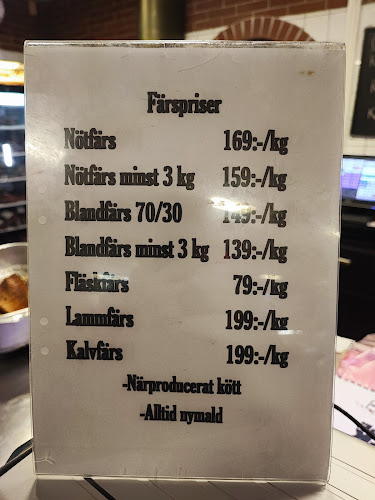 Färspriser
Nötfärs 169:-/kg
Nötfärs minst 3 kg 159:-/kg
Blandfärs 70/30 149:-/kg
Blandfärs minst 3 kg 139:-/kg
Fläskfärs 79:-/kg
Lammfärs 199:-/kg
Kalvfärs 199:-/kg
-Närproducerat kött
-Alltid nymald